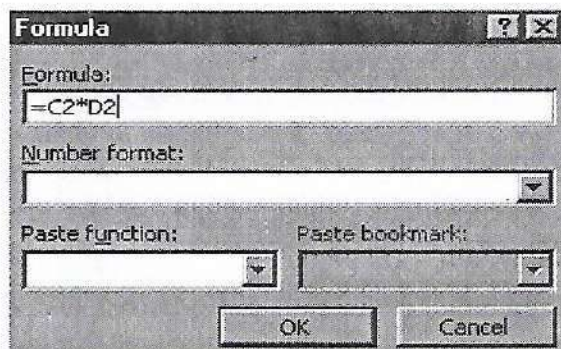 Formula
Formula:
=C2*D2
Number format:
Paste function: Paste bookmark:
OK Cancel